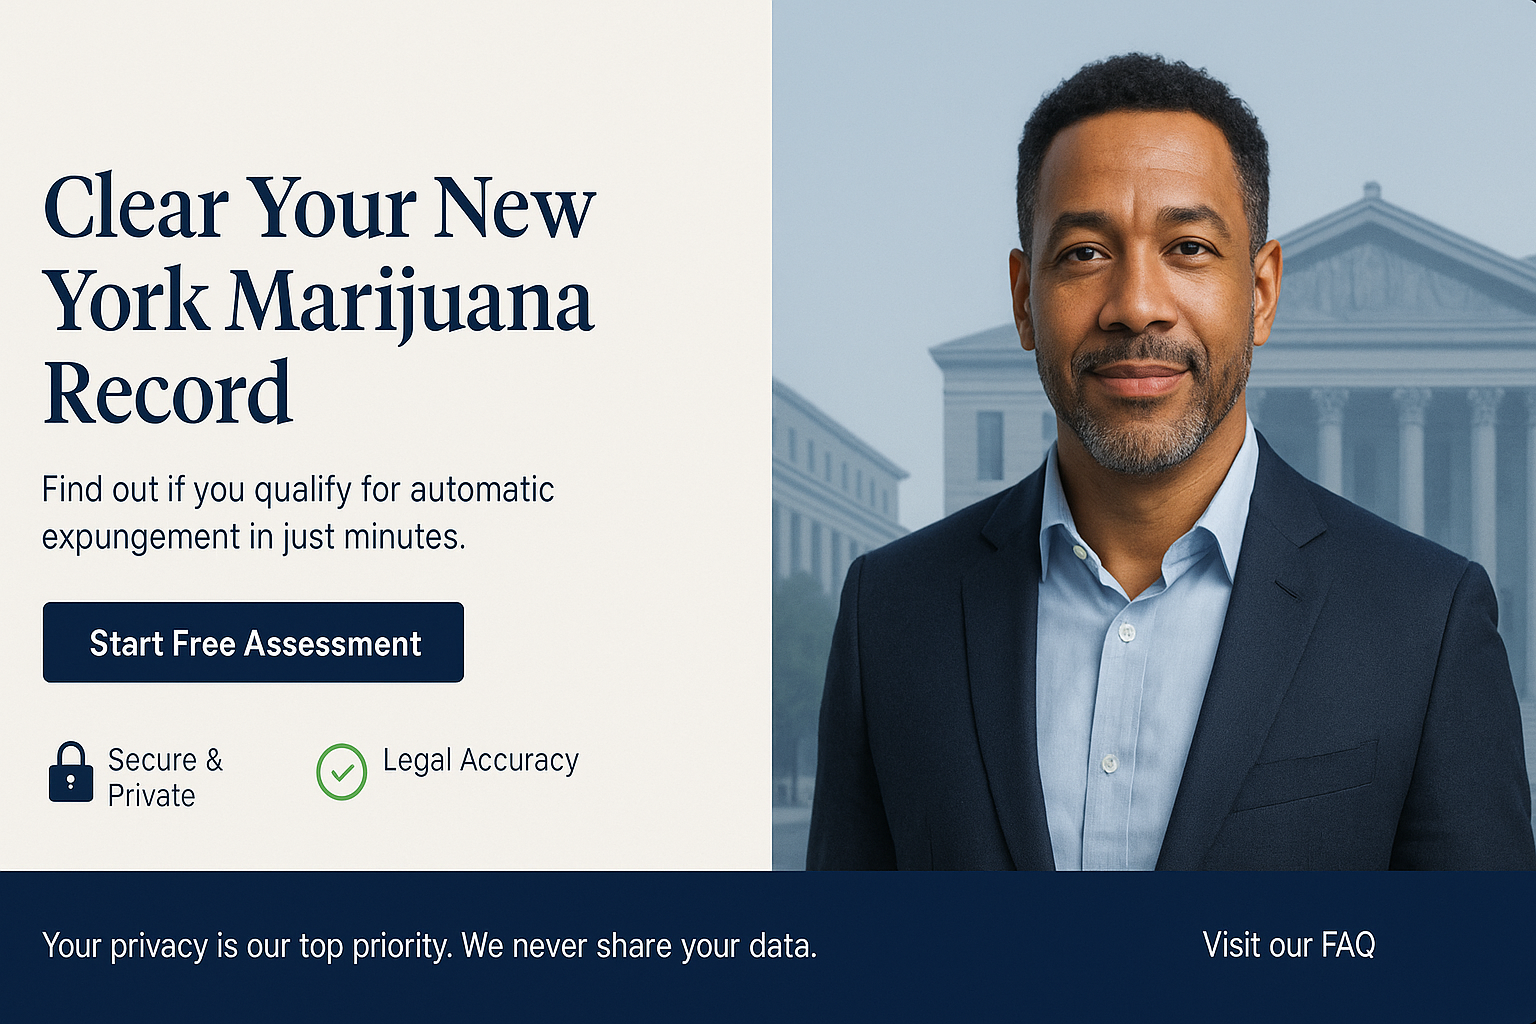 Clear Your New
York Marijuana
Record
Find out if you qualify for automatic
expungement in just minutes.
Start Free Assessment
Secure &
Private
Legal Accuracy
Your privacy is our top priority. We never share your data.
Visit our FAQ